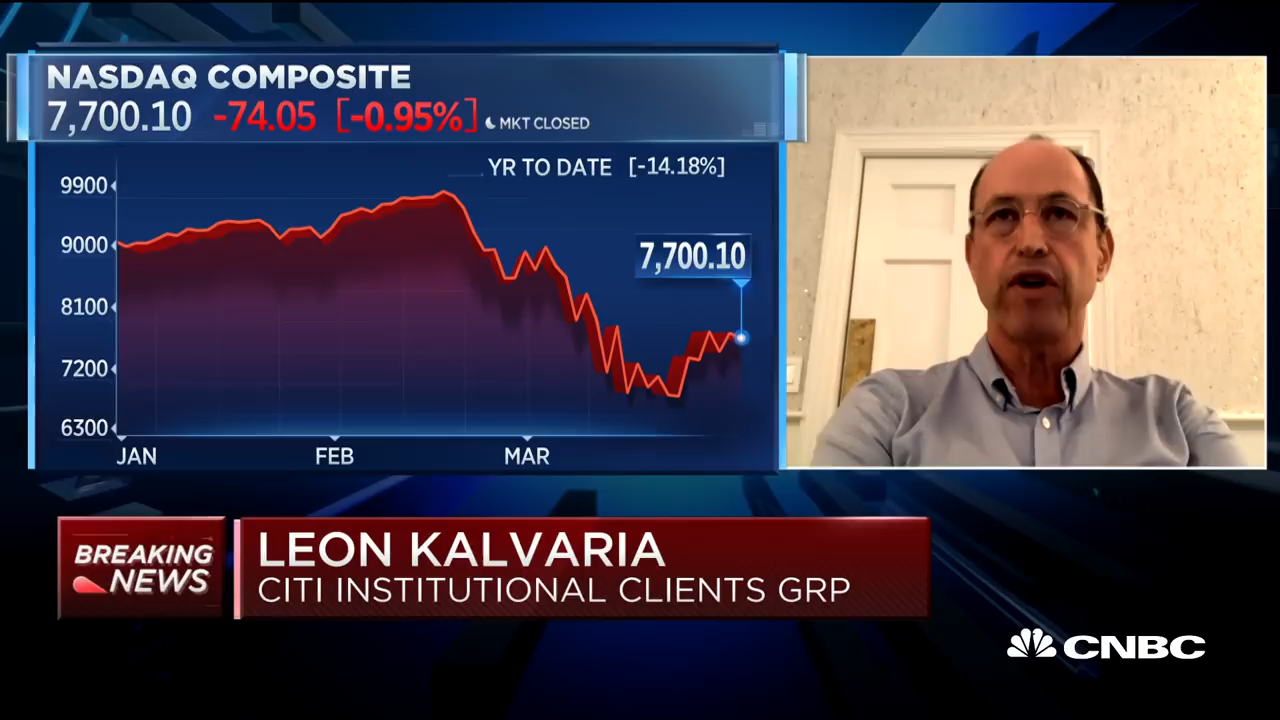 NASDAQ COMPOSITE
7,700.10 -74.05 [-0.95%] MKT CLOSED
YR TO DATE [-14.18%]
9900
9000
8100
7200
6300
7,700.10
JAN FEB MAR
BREAKING NEWS
LEON KALVARIA
CITI INSTITUTIONAL CLIENTS GRP
CNBC